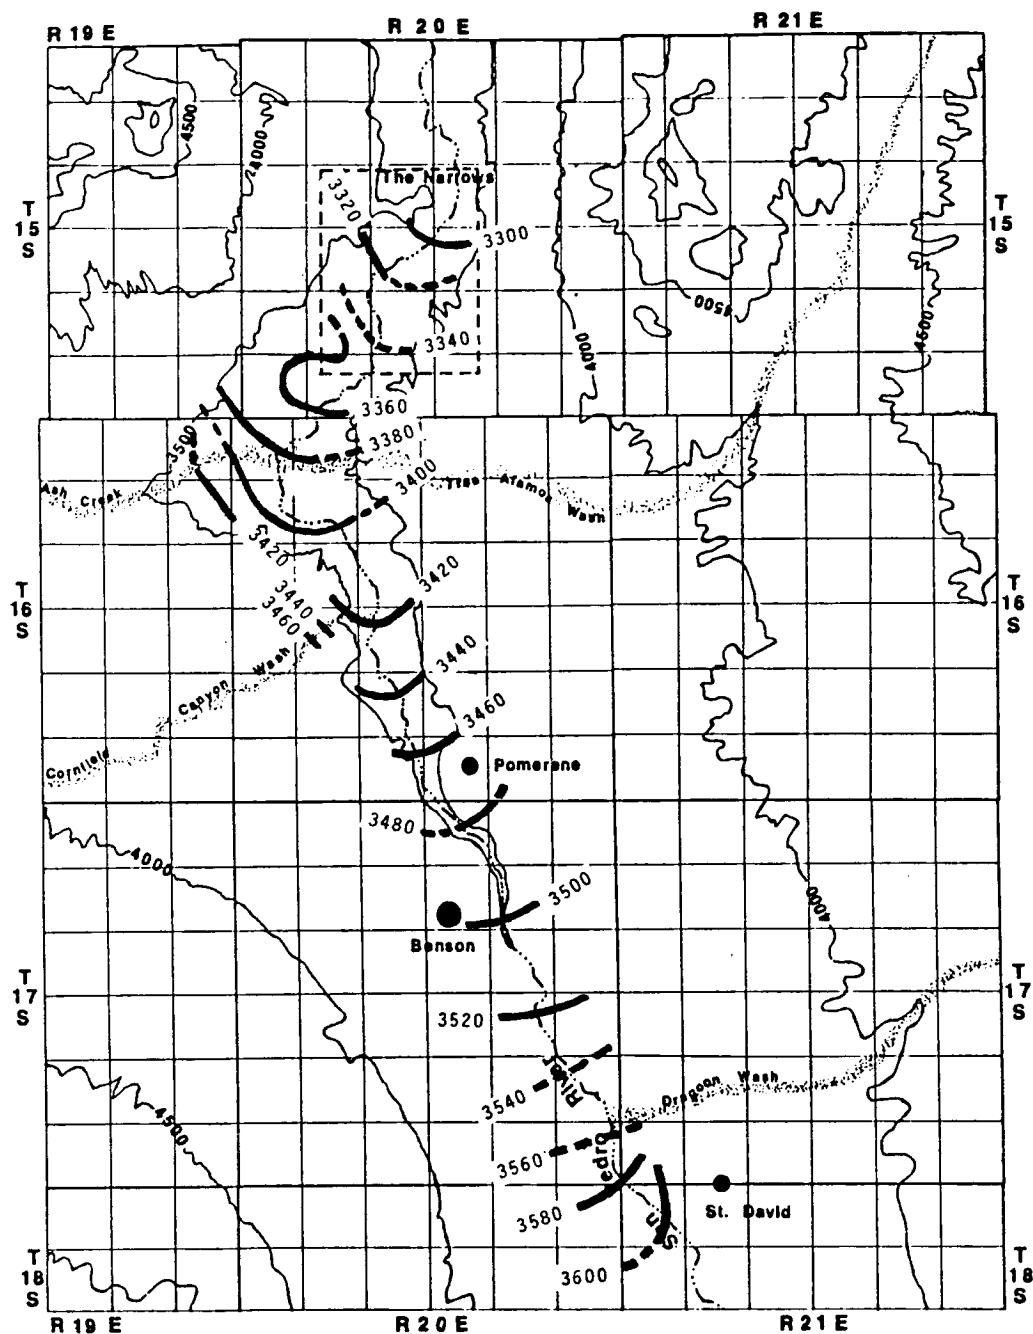 R 19 E
R 20 E
R 21 E
4500
4000
The Narrows
T
15
S
3320
3300
T
15
S
4500
4500
4000
3340
3360
3380
3500
3400
Ash Creek
Tres Alamos Wash
3420
3420
T
16
S
3440
3460
T
16
S
Canyon Wash
3440
3460
Cornfield
Pomerene
3480
4000
3500
4000
Benson
T
17
S
3520
T
17
S
River
Dragoon Wash
3540
4500
3560
edro
3580
St. David
San
3600
T
18
S
T
18
S
R 19 E
R 20 E
R 21 E